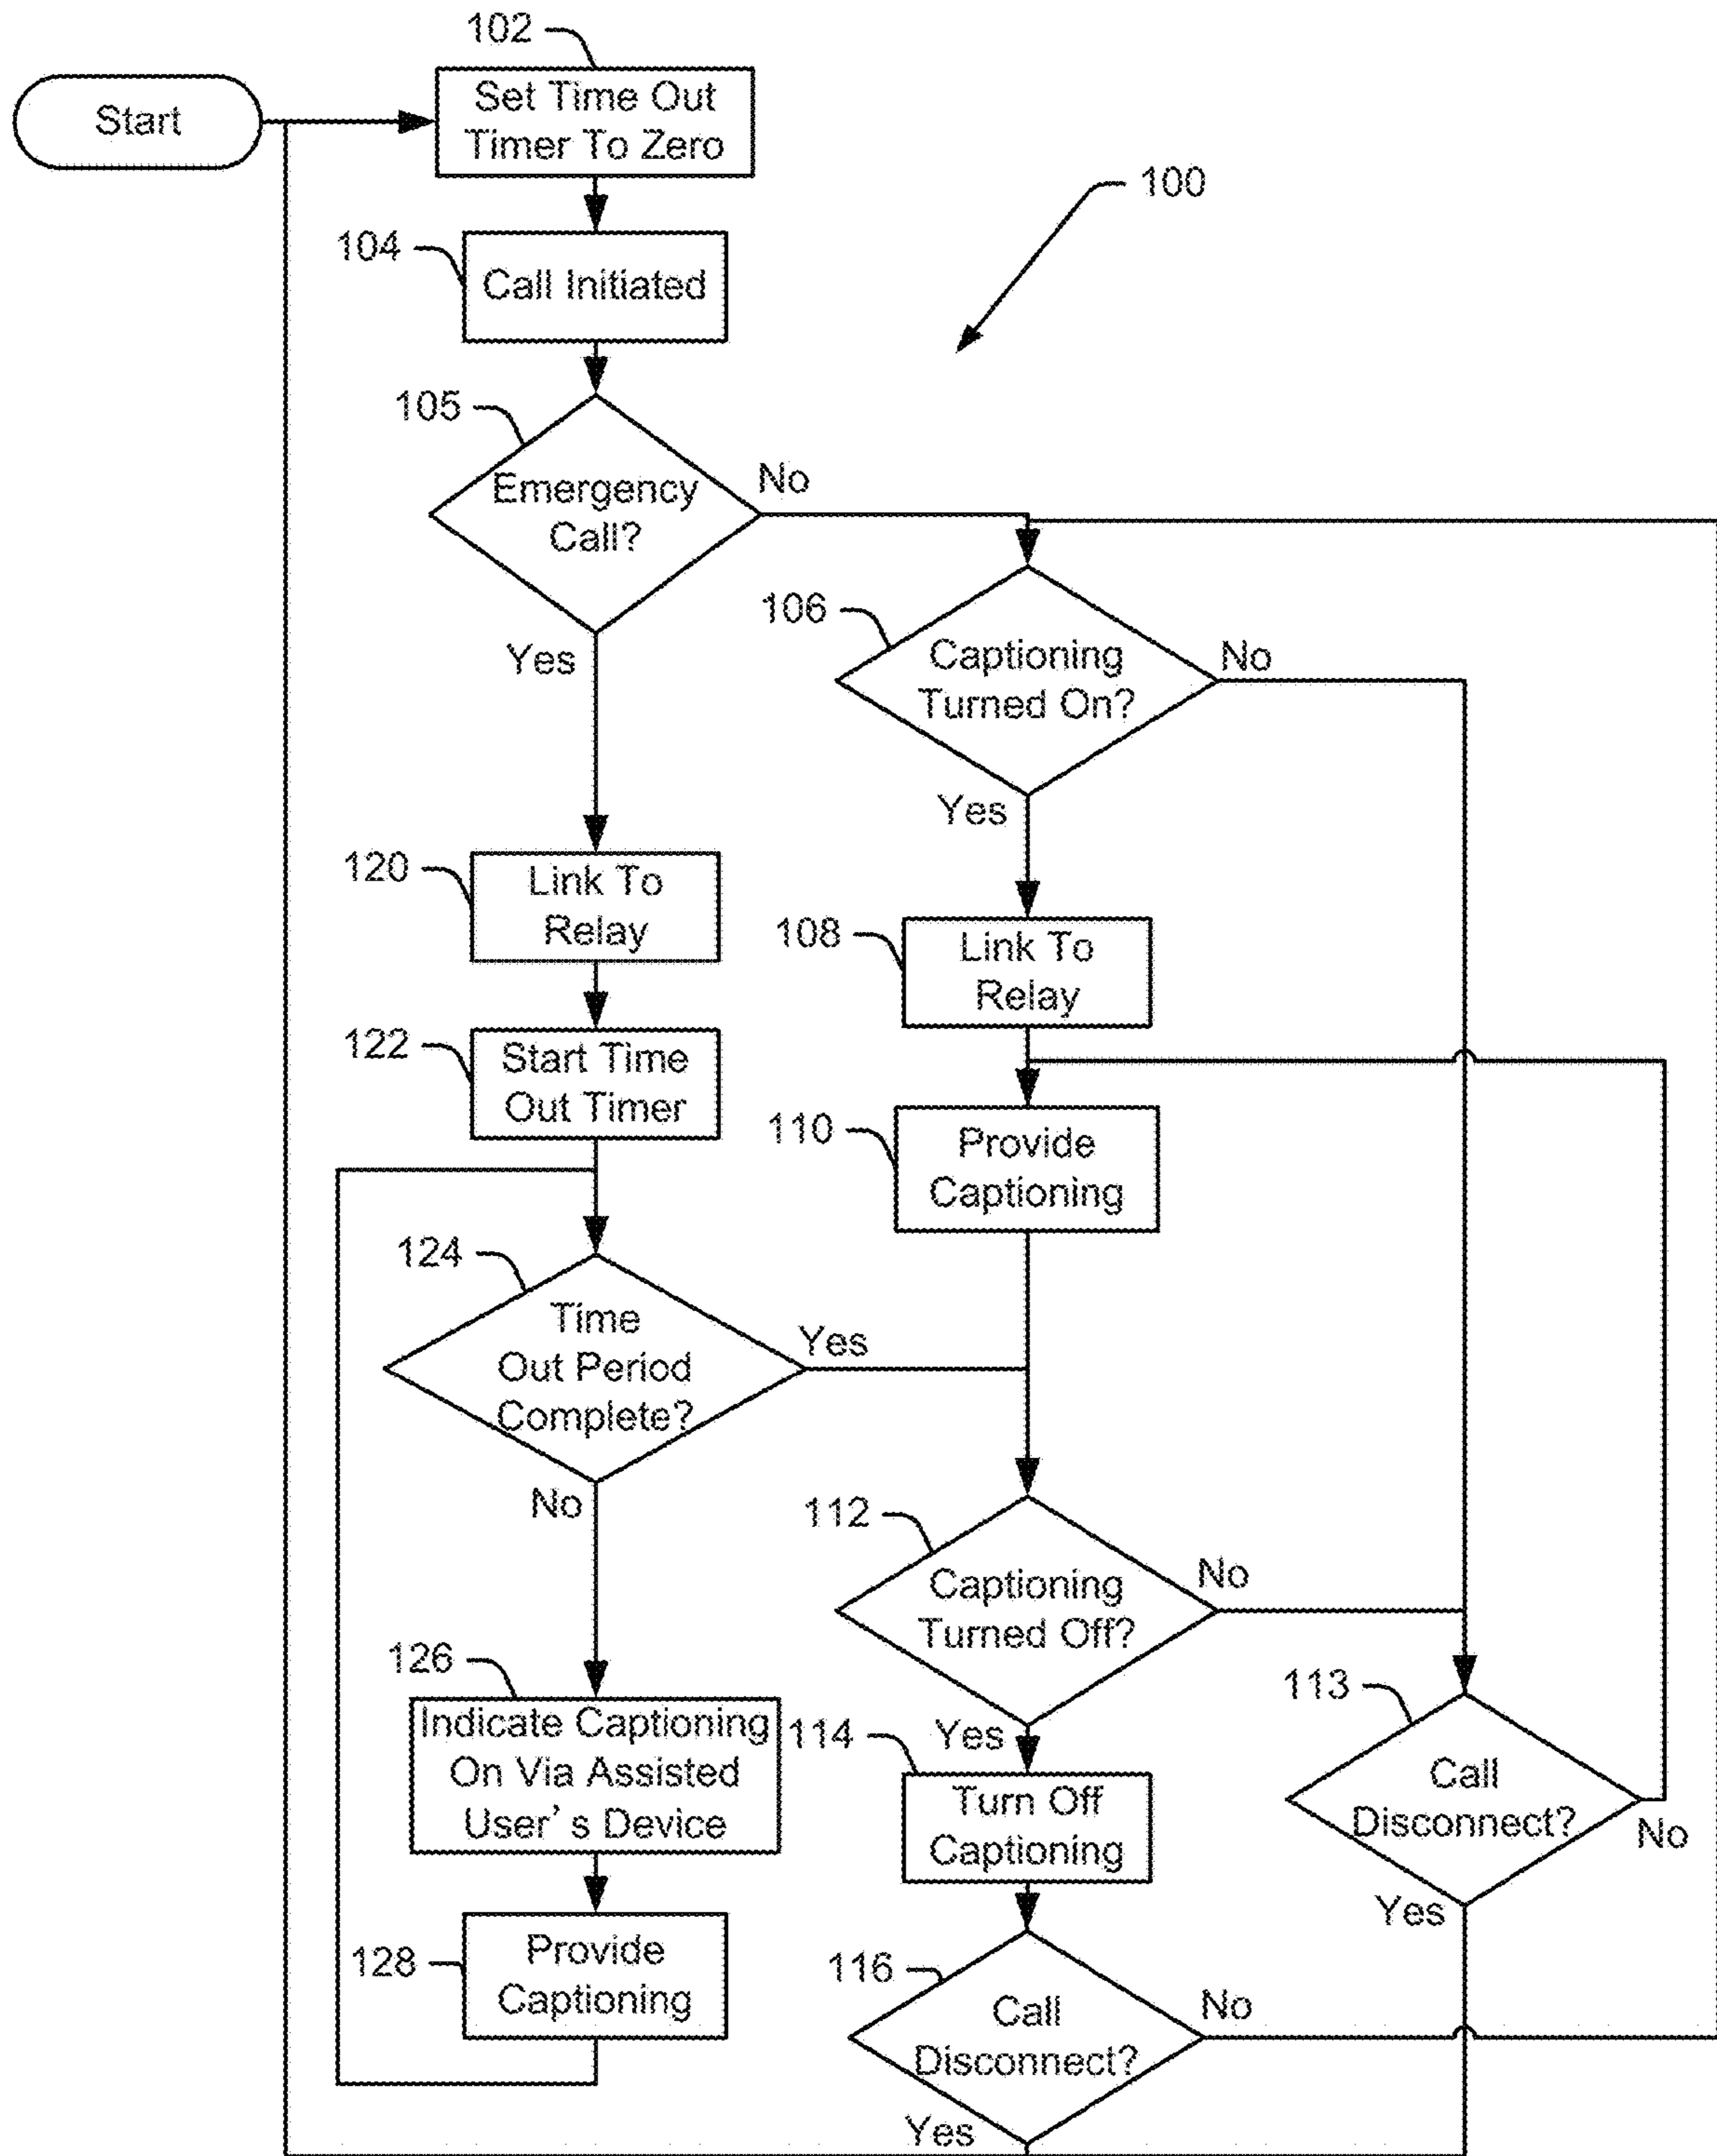 102
Start
Set Time Out
Timer To Zero
100
104
Call Initiated
105
Emergency
Call?
No
Yes
106
Captioning
Turned On?
No
Yes
120
Link To
Relay
108
Link To
Relay
122
Start Time
Out Timer
110
Provide
Captioning
124
Time
Out Period
Complete?
Yes
No
112
Captioning
Turned Off?
No
Yes
126
Indicate Captioning
On Via Assisted
User's Device
114
Turn Off
Captioning
113
Call
Disconnect?
No
Yes
128
Provide
Captioning
116
Call
Disconnect?
No
Yes